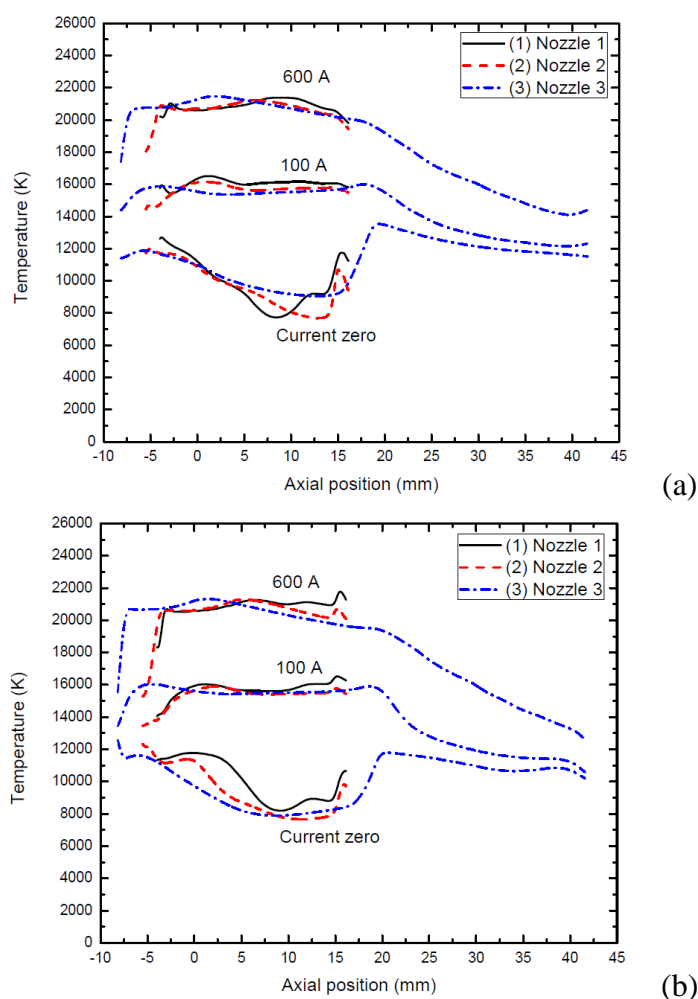 26000
24000
22000
20000
18000
16000
14000
12000
10000
8000
6000
4000
2000
0
Temperature (K)
(1) Nozzle 1
(2) Nozzle 2
(3) Nozzle 3
600 A
100 A
Current zero
-10 -5 0 5 10 15 20 25 30 35 40 45
Axial position (mm)
(a)
26000
24000
22000
20000
18000
16000
14000
12000
10000
8000
6000
4000
2000
0
Temperature (K)
(1) Nozzle 1
(2) Nozzle 2
(3) Nozzle 3
600 A
100 A
Current zero
-10 -5 0 5 10 15 20 25 30 35 40 45
Axial position (mm)
(b)